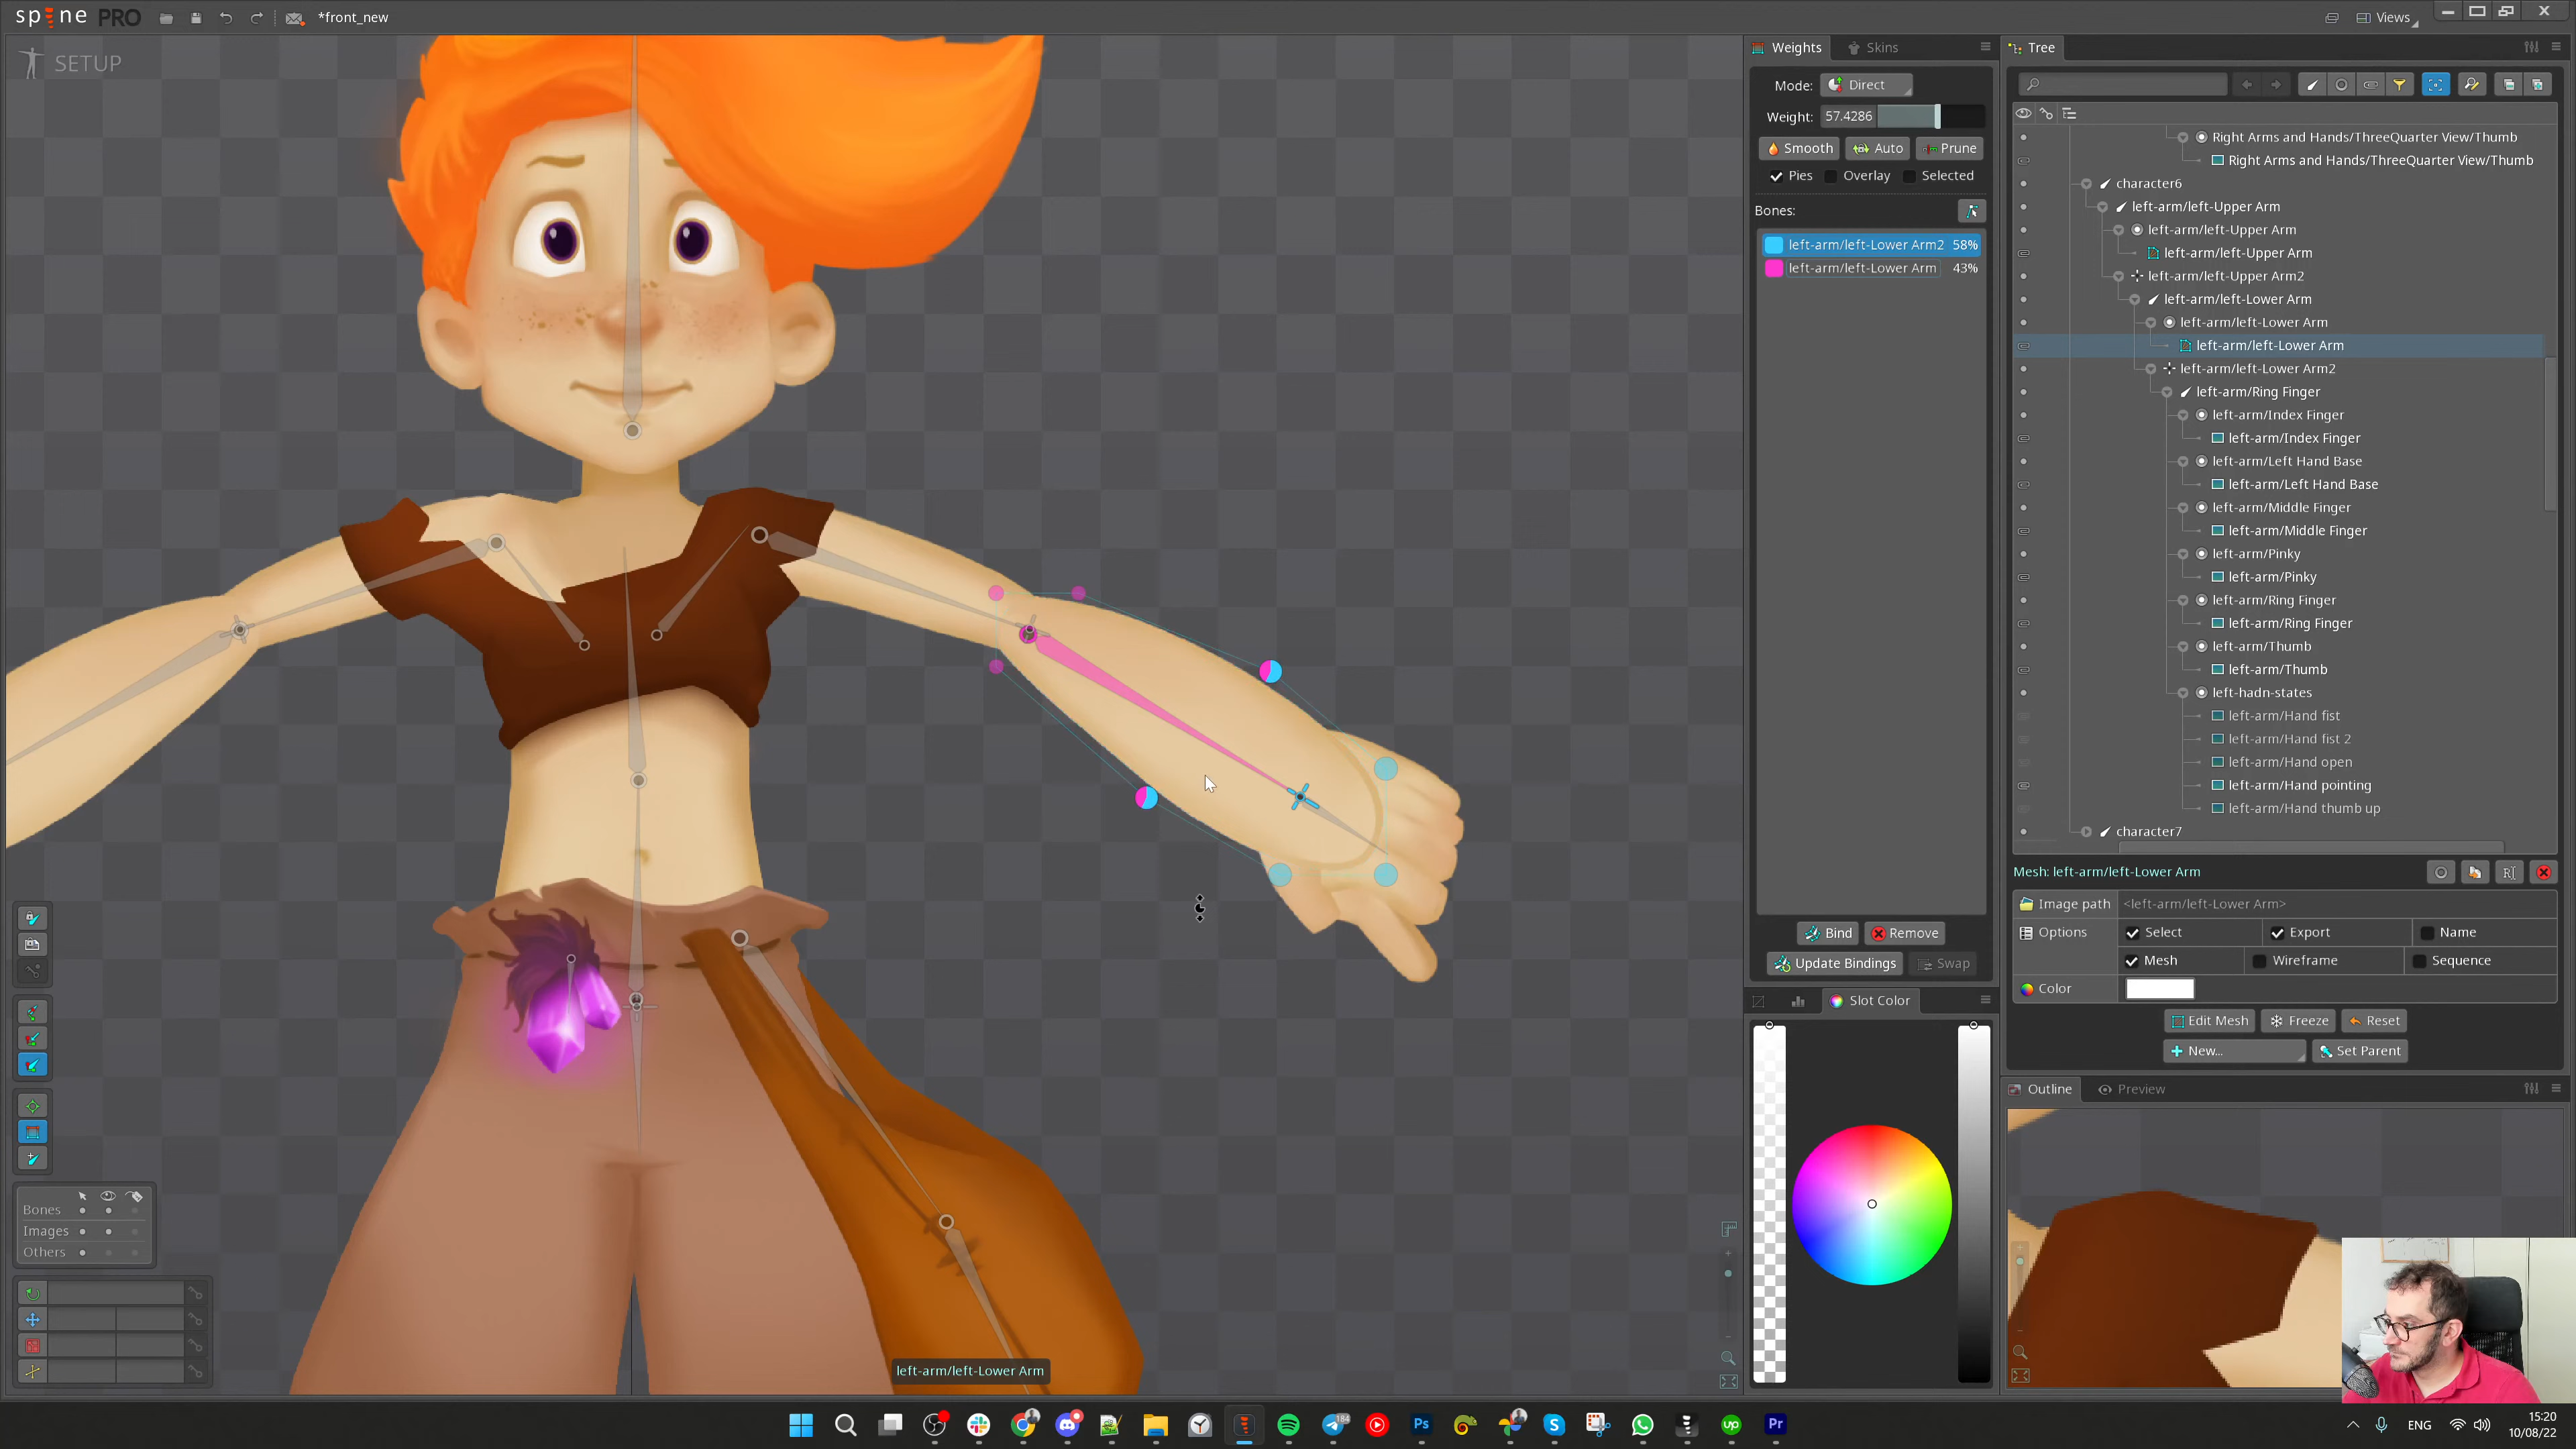 spine PRO
*front_new
Views
SETUP
Weights
Skins
Mode:
Direct
Weight:
57.4286
Smooth
Auto
Prune
Pies
Overlay
Selected
Bones:
left-arm/left-Lower Arm2 58%
left-arm/left-Lower Arm 43%
Bind
Remove
Update Bindings
Swap
Slot Color
Tree
Right Arms and Hands/ThreeQuarter View/Thumb
Right Arms and Hands/ThreeQuarter View/Thumb
character6
left-arm/left-Upper Arm
left-arm/left-Upper Arm
left-arm/left-Upper Arm
left-arm/left-Upper Arm2
left-arm/left-Lower Arm
left-arm/left-Lower Arm
left-arm/left-Lower Arm
left-arm/left-Lower Arm2
left-arm/Ring Finger
left-arm/Index Finger
left-arm/Index Finger
left-arm/Left Hand Base
left-arm/Left Hand Base
left-arm/Middle Finger
left-arm/Middle Finger
left-arm/Pinky
left-arm/Pinky
left-arm/Ring Finger
left-arm/Ring Finger
left-arm/Thumb
left-arm/Thumb
left-hadn-states
left-arm/Hand fist
left-arm/Hand fist 2
left-arm/Hand open
left-arm/Hand pointing
left-arm/Hand thumb up
character7
Mesh: left-arm/left-Lower Arm
Image path
<left-arm/left-Lower Arm>
Options
Select
Export
Name
Mesh
Wireframe
Sequence
Color
Edit Mesh
Freeze
Reset
New...
Set Parent
Outline
Preview
Bones
Images
Others
left-arm/left-Lower Arm
184
Ps
up
Pr
ENG
15:20
10/08/22